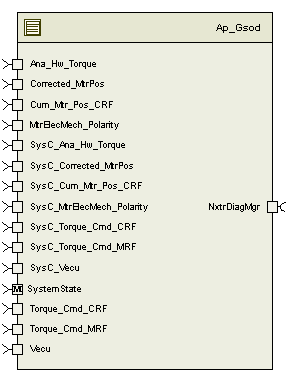 Ap_Gsod
Ana_Hw_Torque
Corrected_MtrPos
Cum_Mtr_Pos_CRF
MtrElecMech_Polarity
SysC_Ana_Hw_Torque
SysC_Corrected_MtrPos
SysC_Cum_Mtr_Pos_CRF
SysC_MtrElecMech_Polarity
NxtrDiagMgr
SysC_Torque_Cmd_CRF
SysC_Torque_Cmd_MRF
SysC_Vecu
M
SystemState
Torque_Cmd_CRF
Torque_Cmd_MRF
Vecu